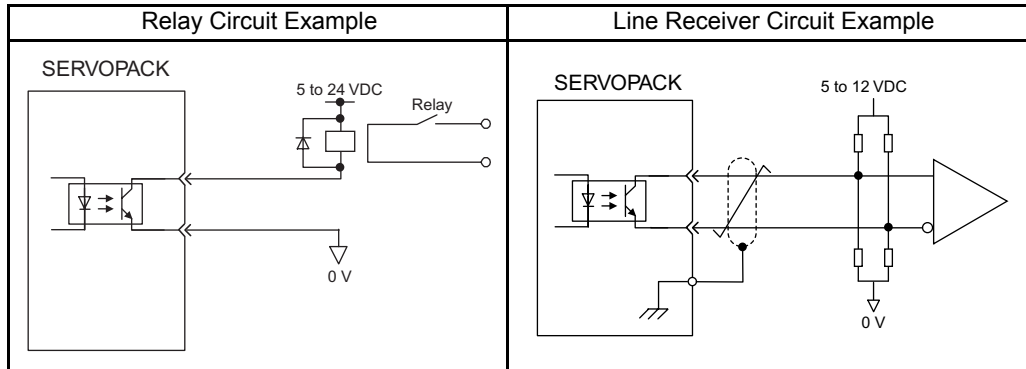 Relay Circuit Example
Line Receiver Circuit Example
SERVOPACK
5 to 24 VDC
Relay
0 V
SERVOPACK
5 to 12 VDC
0 V